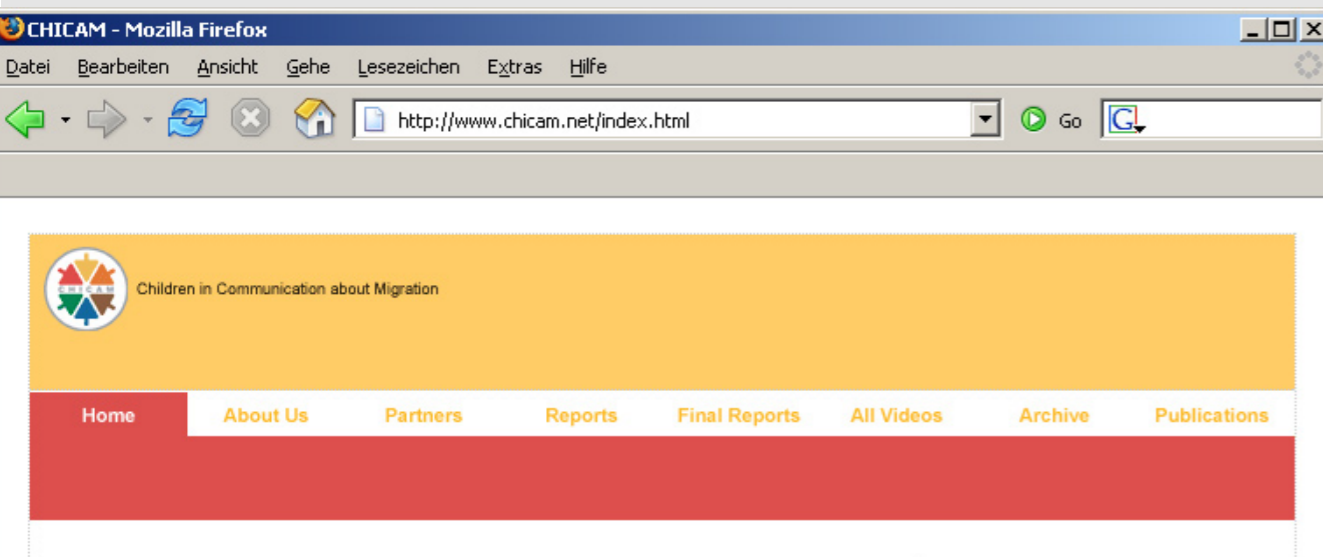 CHICAM - Mozilla Firefox
Datei Bearbeiten Ansicht Gehe Lesezeichen Extras Hilfe
http://www.chicam.net/index.html Go G
CHICAM
Children in Communication about Migration
Home About Us Partners Reports Final Reports All Videos Archive Publications